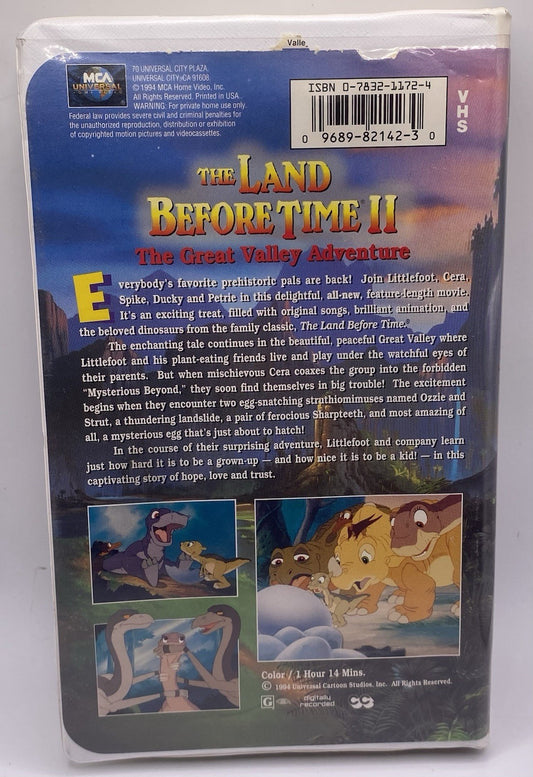 Valle
MCA
UNIVERSAL
70 UNIVERSAL CITY PLAZA,
UNIVERSAL CITY, CA 91608.
© 1994 MCA Home Video, Inc.
All Rights Reserved. Printed in USA.
WARNING: For private home use only.
Federal law provides severe civil and criminal penalties for
the unauthorized reproduction, distribution or exhibition
of copyrighted motion pictures and videocassettes.
ISBN 0-7832-1172-4
0 9689-82142-3 0
VHS
THE LAND
BEFORE TIME II
The Great Valley Adventure
Everybody's favorite prehistoric pals are back! Join Littlefoot, Cera,
Spike, Ducky and Petrie in this delightful, all-new, feature-length movie.
It's an exciting treat, filled with original songs, brilliant animation, and
the beloved dinosaurs from the family classic, The Land Before Time.®
The enchanting tale continues in the beautiful, peaceful Great Valley where
Littlefoot and his plant-eating friends live and play under the watchful eyes of
their parents. But when mischievous Cera coaxes the group into the forbidden
"Mysterious Beyond," they soon find themselves in big trouble! The excitement
begins when they encounter two egg-snatching struthiomimuses named Ozzie and
Strut, a thundering landslide, a pair of ferocious Sharpteeth, and most amazing of
all, a mysterious egg that's just about to hatch!
In the course of their surprising adventure, Littlefoot and company learn
just how hard it is to be a grown-up — and how nice it is to be a kid! — in this
captivating story of hope, love and trust.
Color / 1 Hour 14 Mins.
© 1994 Universal Cartoon Studios, Inc. All Rights Reserved.
G
digitally
recorded
CC